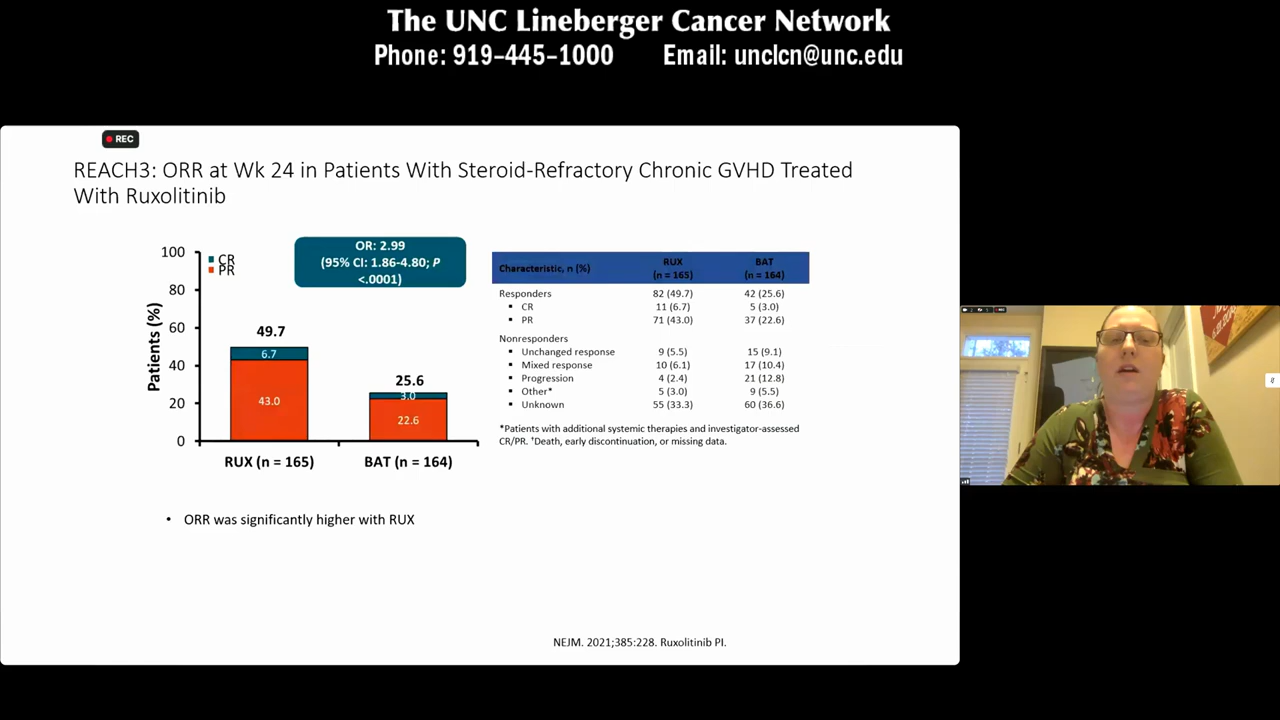 The UNC Lineberger Cancer Network
Phone: 919-445-1000 Email: unclcn@unc.edu
REC
REACH3: ORR at Wk 24 in Patients With Steroid-Refractory Chronic GVHD Treated
With Ruxolitinib
OR: 2.99
(95% CI: 1.86-4.80; P
<.0001)
CR
PR
Patients (%)
100
80
60
40
20
0
49.7
6.7
43.0
25.6
3.0
22.6
RUX (n = 165)
BAT (n = 164)
Characteristic, n (%) RUX (n = 165) BAT (n = 164)
Responders 82 (49.7) 42 (25.6)
▪ CR 11 (6.7) 5 (3.0)
▪ PR 71 (43.0) 37 (22.6)
Nonresponders
▪ Unchanged response 9 (5.5) 15 (9.1)
▪ Mixed response 10 (6.1) 17 (10.4)
▪ Progression 4 (2.4) 21 (12.8)
▪ Other* 5 (3.0) 9 (5.5)
▪ Unknown 55 (33.3) 60 (36.6)
*Patients with additional systemic therapies and investigator-assessed
CR/PR. †Death, early discontinuation, or missing data.
• ORR was significantly higher with RUX
NEJM. 2021;385:228. Ruxolitinib PI.